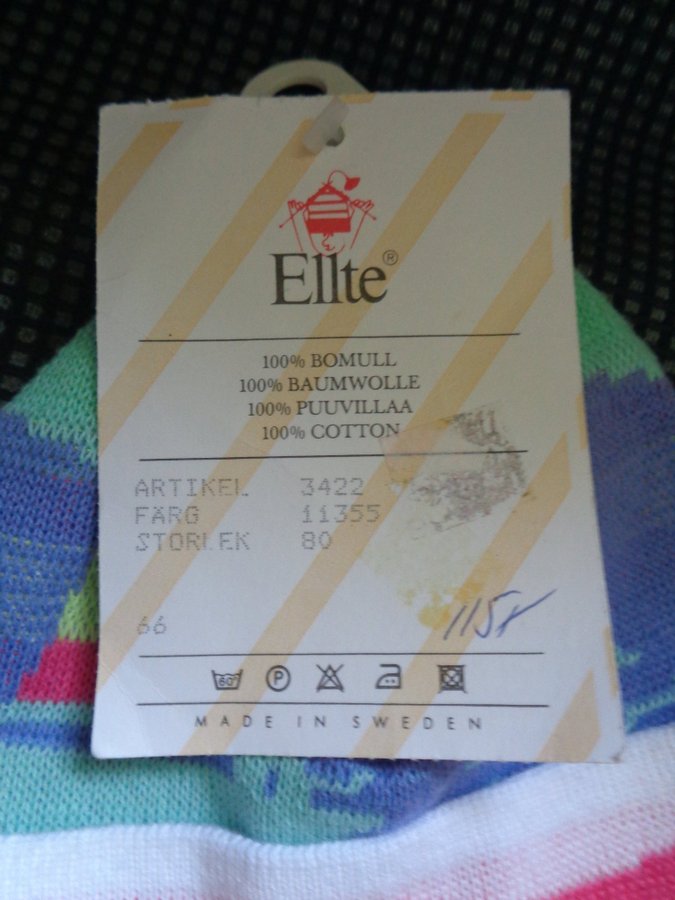 Ellte®
100% BOMULL
100% BAUMWOLLE
100% PUUVILLAA
100% COTTON
ARTIKEL 3422
FÄRG 11355
STORLEK 80
66
115:-
60°
P
MADE IN SWEDEN